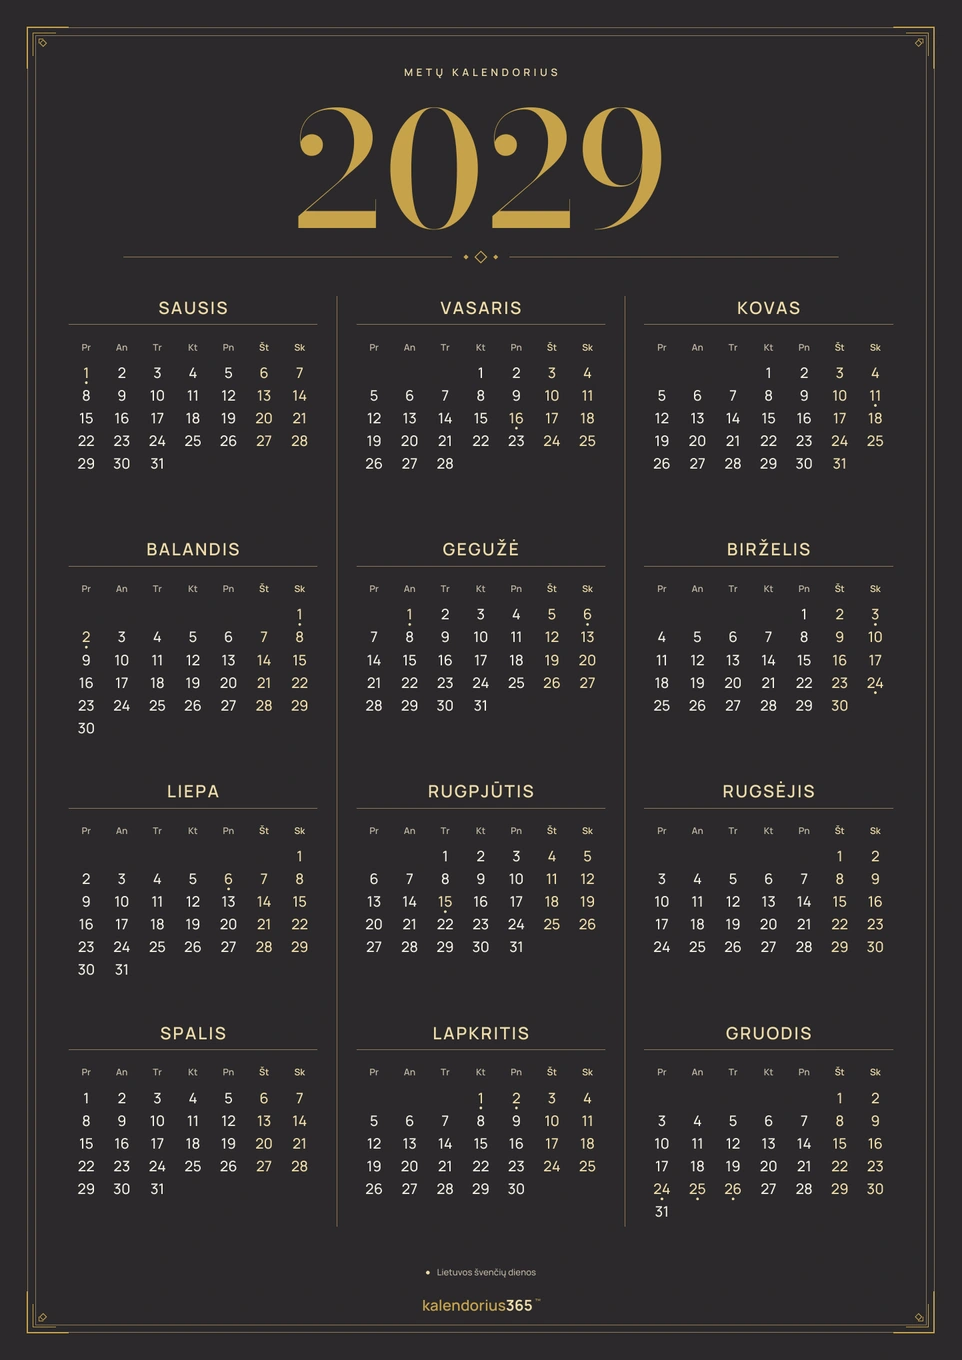 METŲ KALENDORIUS
2029
SAUSIS
Pr An Tr Kt Pn Št Sk
1 2 3 4 5 6 7
8 9 10 11 12 13 14
15 16 17 18 19 20 21
22 23 24 25 26 27 28
29 30 31
VASARIS
Pr An Tr Kt Pn Št Sk
1 2 3 4
5 6 7 8 9 10 11
12 13 14 15 16 17 18
19 20 21 22 23 24 25
26 27 28
KOVAS
Pr An Tr Kt Pn Št Sk
1 2 3 4
5 6 7 8 9 10 11
12 13 14 15 16 17 18
19 20 21 22 23 24 25
26 27 28 29 30 31
BALANDIS
Pr An Tr Kt Pn Št Sk
1
2 3 4 5 6 7 8
9 10 11 12 13 14 15
16 17 18 19 20 21 22
23 24 25 26 27 28 29
30
GEGUŽĖ
Pr An Tr Kt Pn Št Sk
1 2 3 4 5 6
7 8 9 10 11 12 13
14 15 16 17 18 19 20
21 22 23 24 25 26 27
28 29 30 31
BIRŽELIS
Pr An Tr Kt Pn Št Sk
1 2 3
4 5 6 7 8 9 10
11 12 13 14 15 16 17
18 19 20 21 22 23 24
25 26 27 28 29 30
LIEPA
Pr An Tr Kt Pn Št Sk
1
2 3 4 5 6 7 8
9 10 11 12 13 14 15
16 17 18 19 20 21 22
23 24 25 26 27 28 29
30 31
RUGPJŪTIS
Pr An Tr Kt Pn Št Sk
1 2 3 4 5
6 7 8 9 10 11 12
13 14 15 16 17 18 19
20 21 22 23 24 25 26
27 28 29 30 31
RUGSĖJIS
Pr An Tr Kt Pn Št Sk
1 2
3 4 5 6 7 8 9
10 11 12 13 14 15 16
17 18 19 20 21 22 23
24 25 26 27 28 29 30
SPALIS
Pr An Tr Kt Pn Št Sk
1 2 3 4 5 6 7
8 9 10 11 12 13 14
15 16 17 18 19 20 21
22 23 24 25 26 27 28
29 30 31
LAPKRITIS
Pr An Tr Kt Pn Št Sk
1 2 3 4
5 6 7 8 9 10 11
12 13 14 15 16 17 18
19 20 21 22 23 24 25
26 27 28 29 30
GRUODIS
Pr An Tr Kt Pn Št Sk
1 2
3 4 5 6 7 8 9
10 11 12 13 14 15 16
17 18 19 20 21 22 23
24 25 26 27 28 29 30
31
• Lietuvos švenčių dienos
kalendorius365™